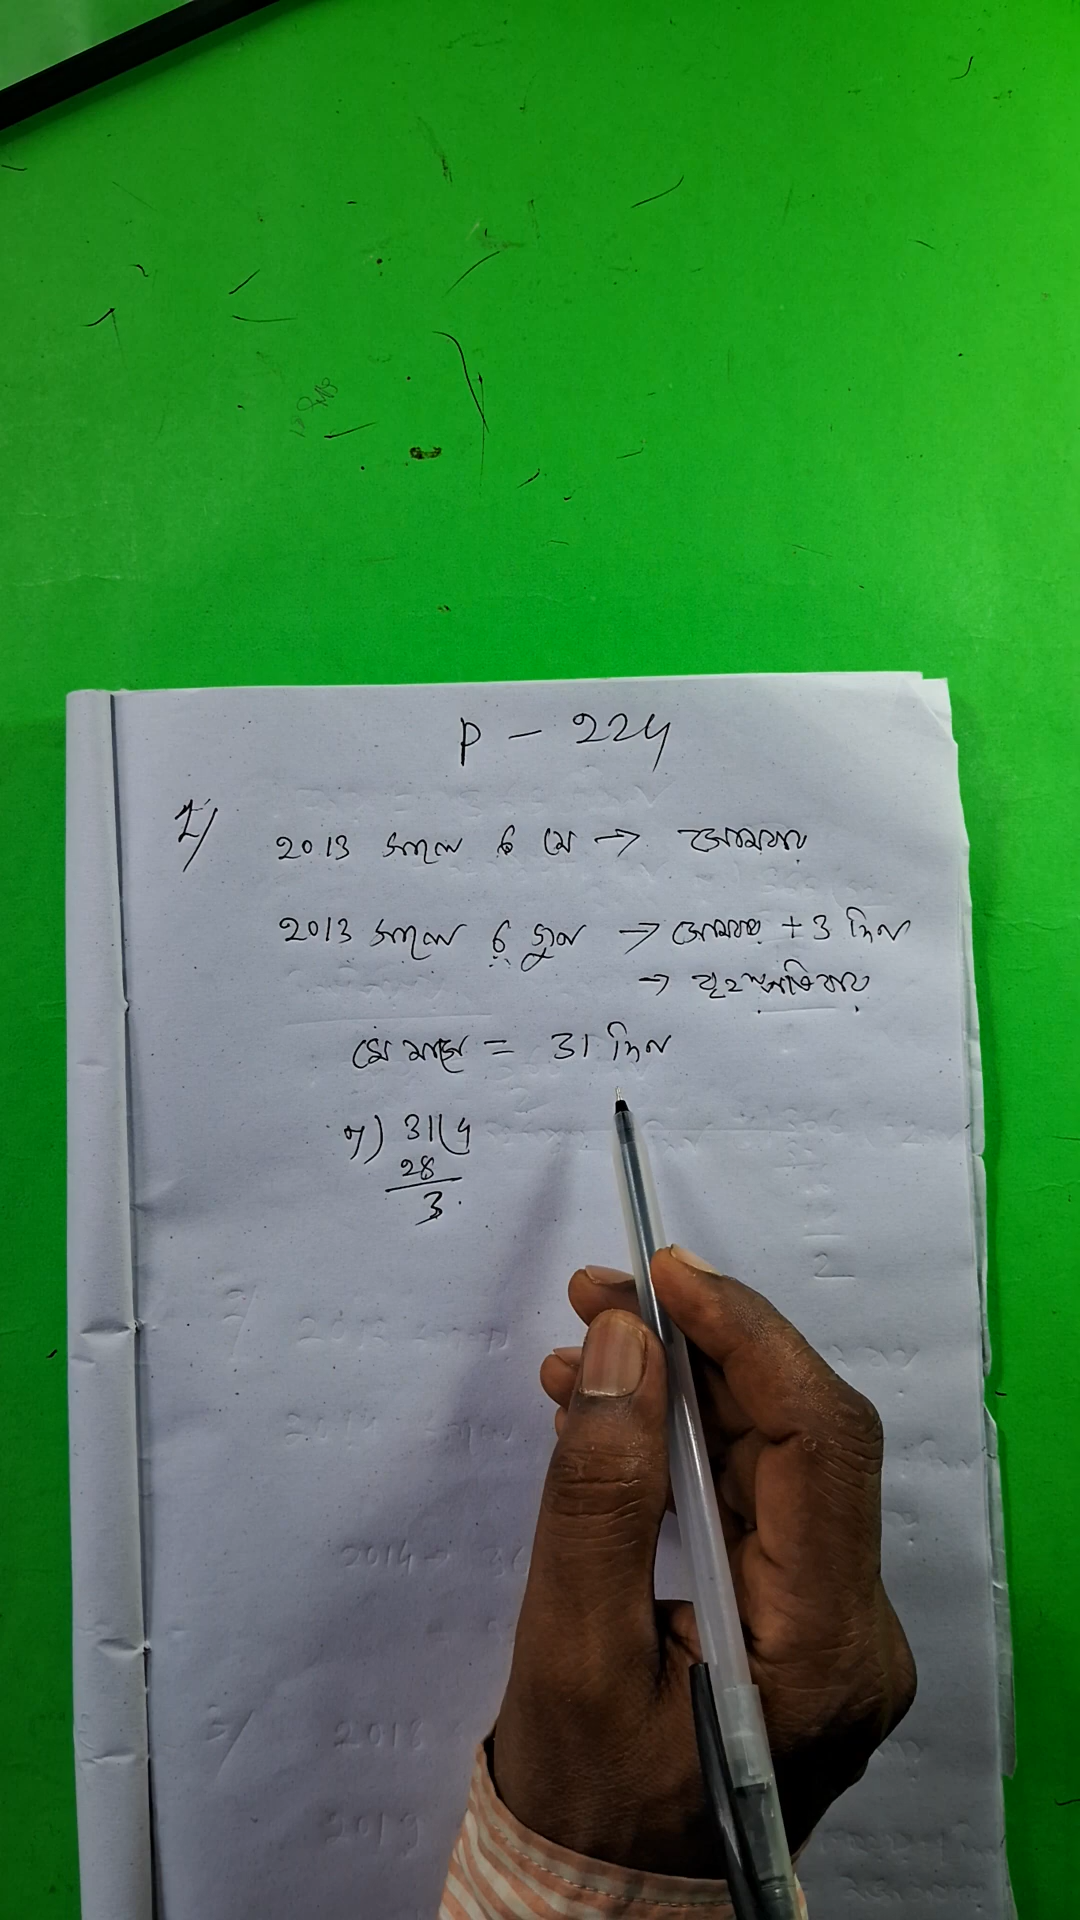 P - 224
1/
2013 সালে 6 মে → সোমবার
2013 সালে 6 জুন → সোমবার + 3 দিন
→ বৃহস্পতিবার
মে মাসে = 31 দিন
7) 31(4
28
3